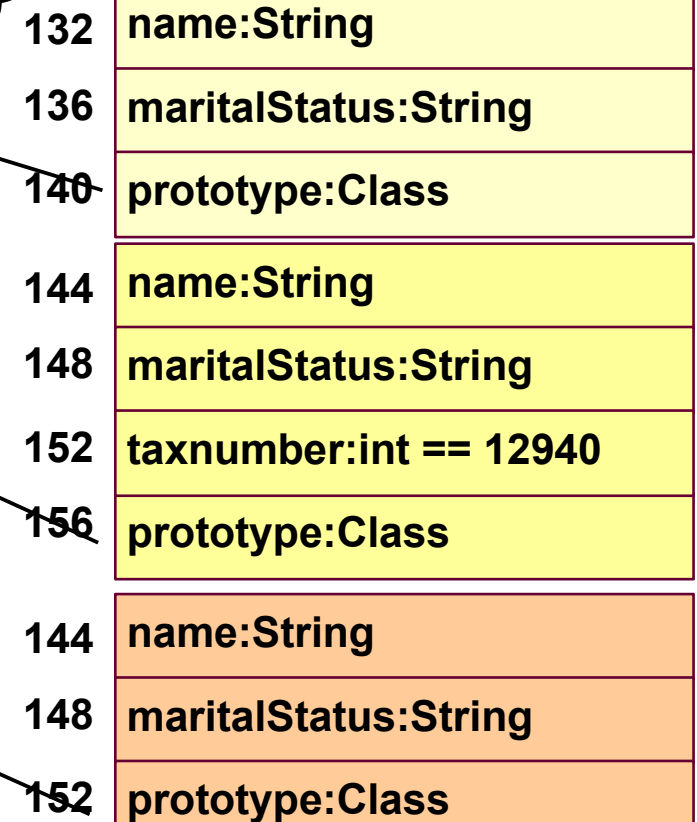 132 name:String
136 maritalStatus:String
140 prototype:Class
144 name:String
148 maritalStatus:String
152 taxnumber:int == 12940
156 prototype:Class
144 name:String
148 maritalStatus:String
152 prototype:Class